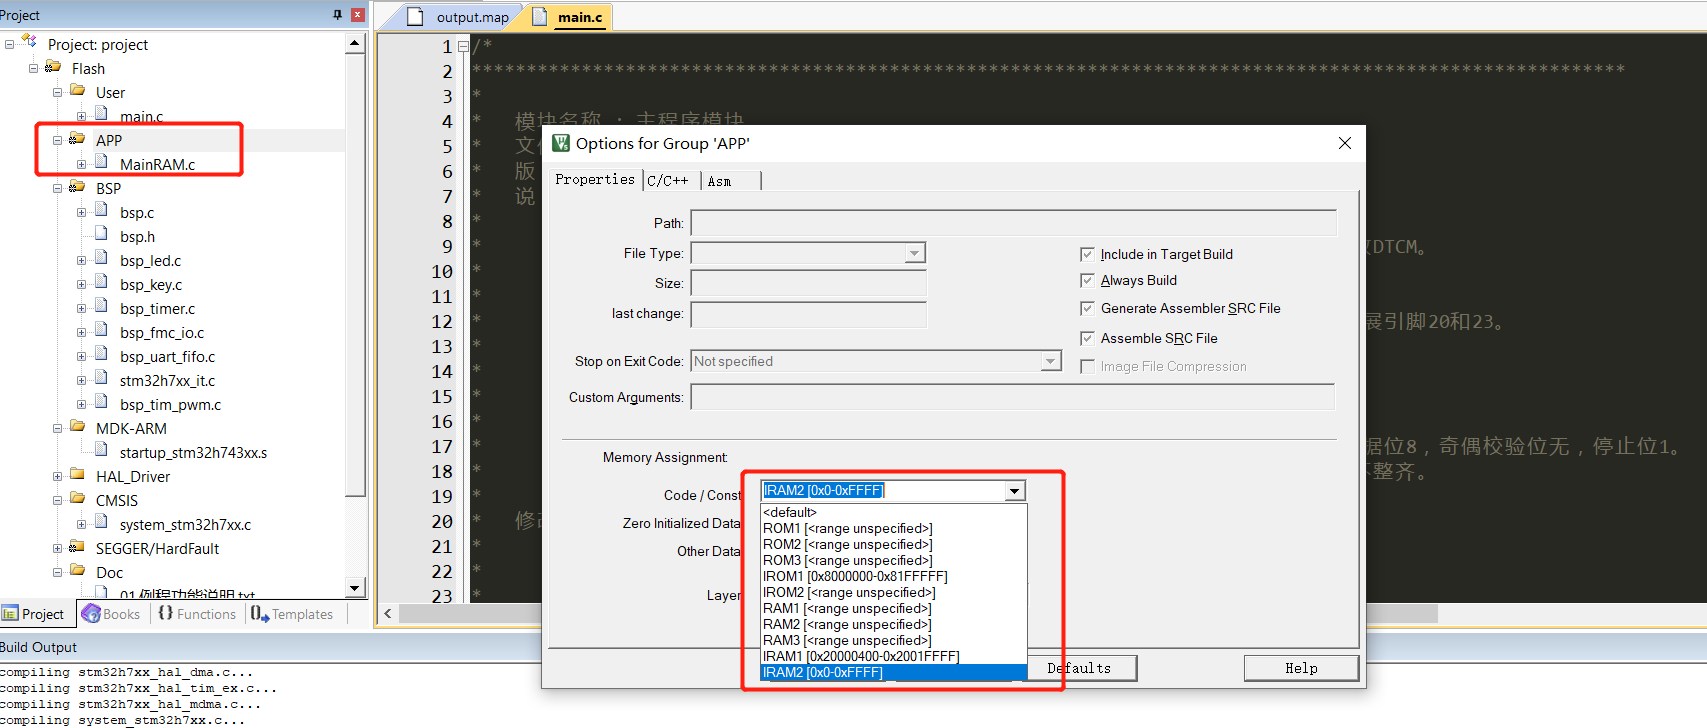 Project
Project: project
Flash
User
main.c
APP
MainRAM.c
BSP
bsp.c
bsp.h
bsp_led.c
bsp_key.c
bsp_timer.c
bsp_fmc_io.c
bsp_uart_fifo.c
stm32h7xx_it.c
bsp_tim_pwm.c
MDK-ARM
startup_stm32h743xx.s
HAL_Driver
CMSIS
system_stm32h7xx.c
SEGGER/HardFault
Doc
01.例程功能说明.txt
Project Books {} Functions Templates
output.map main.c
1 /*
2 *********************************************************************************************************
3 *
4 * 模块名称 : 主程序模块
5 * 文
6 * 版
7 * 说
8 *
9 * DTCM。
10 *
11 *
12 * 展引脚20和23。
13 *
14 *
15 *
16 *
17 * 据位8，奇偶校验位无，停止位1。
18 * 不整齐。
19 *
20 * 修
21 *
22 *
23 *
Options for Group 'APP'
Properties C/C++ Asm
Path:
File Type:
Size:
last change:
Stop on Exit Code: Not specified
Custom Arguments:
Include in Target Build
Always Build
Generate Assembler SRC File
Assemble SRC File
Image File Compression
Memory Assignment:
Code / Const IRAM2 [0x0-0xFFFF]
Zero Initialized Data
Other Data
Layer
<default>
ROM1 [<range unspecified>]
ROM2 [<range unspecified>]
ROM3 [<range unspecified>]
IROM1 [0x8000000-0x81FFFFF]
IROM2 [<range unspecified>]
RAM1 [<range unspecified>]
RAM2 [<range unspecified>]
RAM3 [<range unspecified>]
IRAM1 [0x20000400-0x2001FFFF]
IRAM2 [0x0-0xFFFF]
Defaults Help
Build Output
compiling stm32h7xx_hal_dma.c...
compiling stm32h7xx_hal_tim_ex.c...
compiling stm32h7xx_hal_mdma.c...
compiling system_stm32h7xx.c...